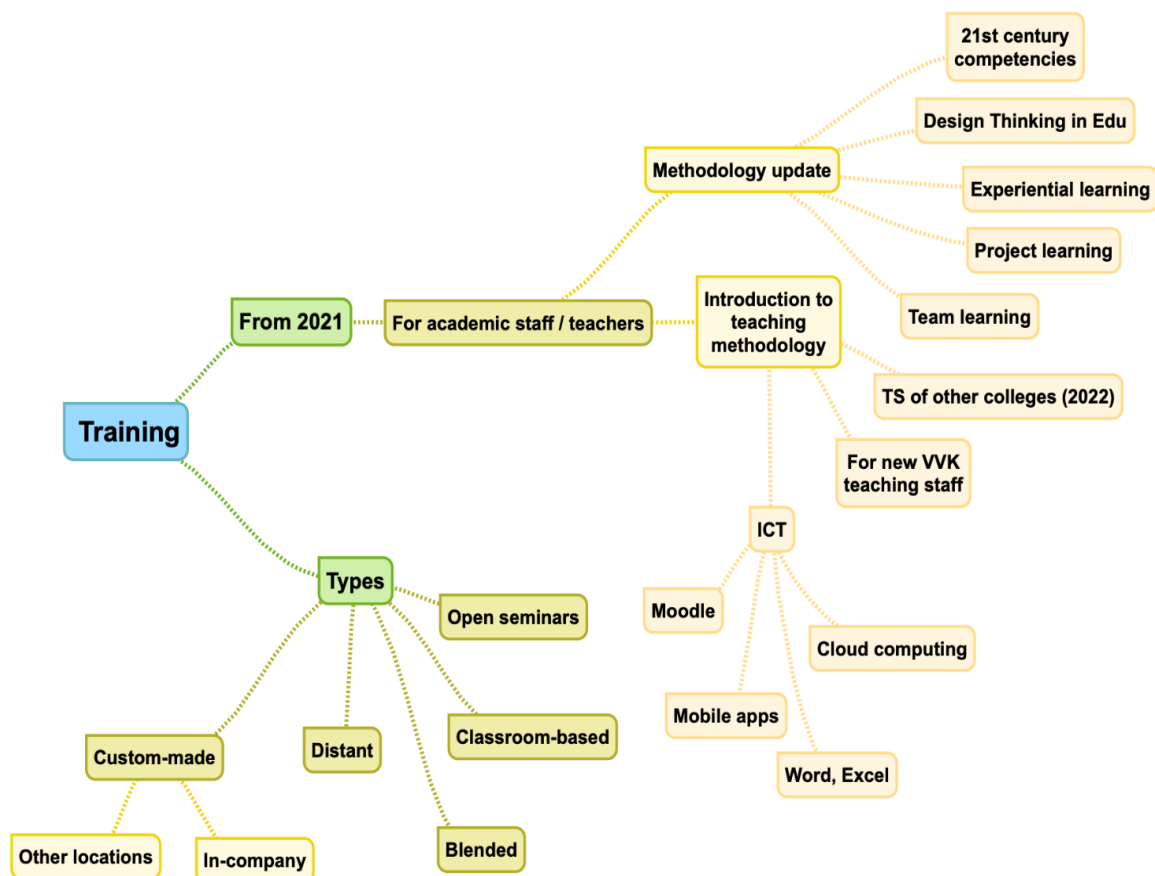 21st century
competencies
Design Thinking in Edu
Methodology update
Experiential learning
Project learning
Introduction to
teaching
methodology
From 2021
For academic staff / teachers
Team learning
TS of other colleges (2022)
Training
For new VVK
teaching staff
ICT
Types
Moodle
Open seminars
Cloud computing
Mobile apps
Classroom-based
Distant
Custom-made
Word, Excel
Blended
Other locations
In-company